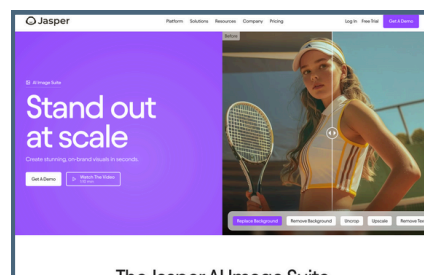 Jasper
Platform Solutions Resources Company Pricing
Log in Free Trial Get A Demo
Before
AI Image Suite
Stand out
at scale
Create stunning, on-brand visuals in seconds.
Get A Demo
Watch The Video
Replace Background Remove Background Uncrop Upscale Remove Tex
The Jasper AI Image Suite